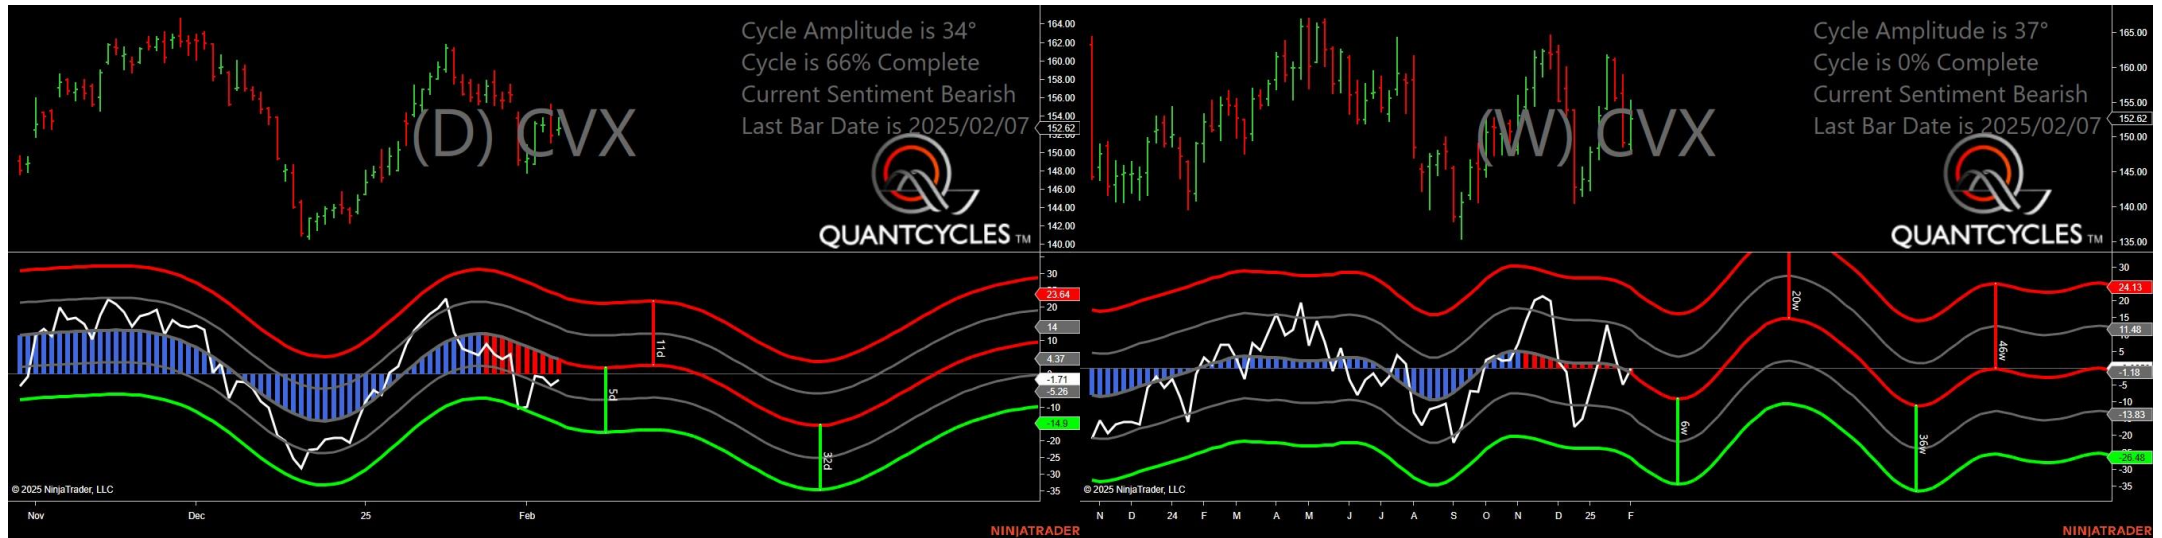 Cycle Amplitude is 34°
Cycle is 66% Complete
Current Sentiment Bearish
Last Bar Date is 2025/02/07
(D) CVX
QUANTCYCLES TM
164.00
162.00
160.00
158.00
156.00
154.00
152.62
150.00
148.00
146.00
144.00
142.00
140.00
30
23.64
20
14
10
4.37
-1.71
-5.26
-10
-14.9
-20
-25
-30
-35
5d
11d
32d
© 2025 NinjaTrader, LLC
Nov
Dec
25
Feb
NINJATRADER
Cycle Amplitude is 37°
Cycle is 0% Complete
Current Sentiment Bearish
Last Bar Date is 2025/02/07
(W) CVX
QUANTCYCLES TM
165.00
160.00
155.00
152.62
150.00
145.00
140.00
135.00
30
24.13
20
15
11.48
5
-1.18
-5
-10
-13.83
-20
-26.48
-30
-35
6w
20w
36w
46w
© 2025 NinjaTrader, LLC
N D 24 F M A M J J A S O N D 25 F
NINJATRADER